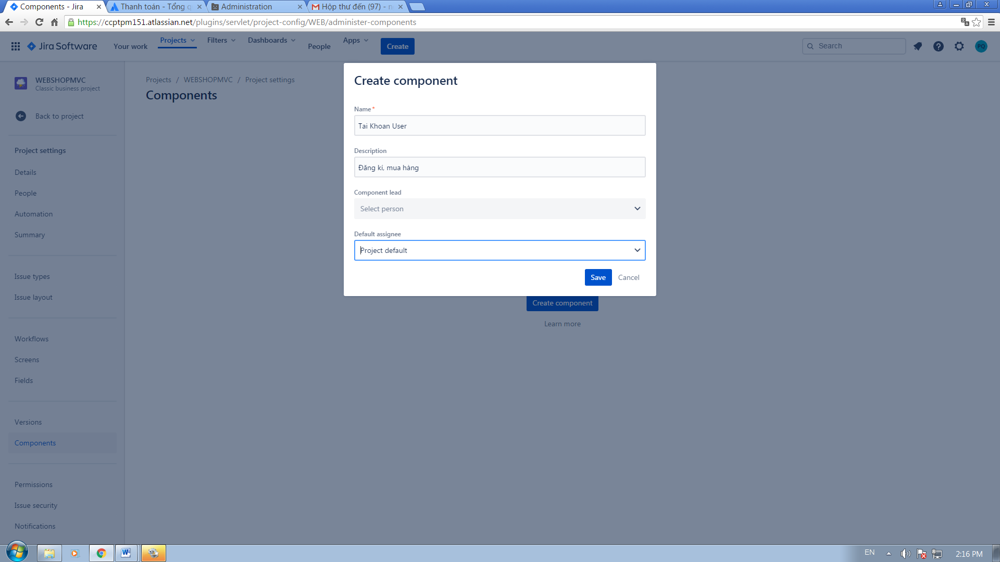 Components - Jira
Thanh toán - Tổng q
Administration
Hộp thư đến (97) - n
https://ccptpm151.atlassian.net/plugins/servlet/project-config/WEB/administer-components
Jira Software
Your work
Projects
Filters
Dashboards
People
Apps
Create
Search
PQ
WEBSHOPMVC
Classic business project
Back to project
Project settings
Details
People
Automation
Summary
Issue types
Issue layout
Workflows
Screens
Fields
Versions
Components
Permissions
Issue security
Notifications
Projects / WEBSHOPMVC / Project settings
Components
Create component
Name *
Tai Khoan User
Description
Đăng kí, mua hàng
Component lead
Select person
Default assignee
Project default
Save
Cancel
Create component
Learn more
EN
2:16 PM